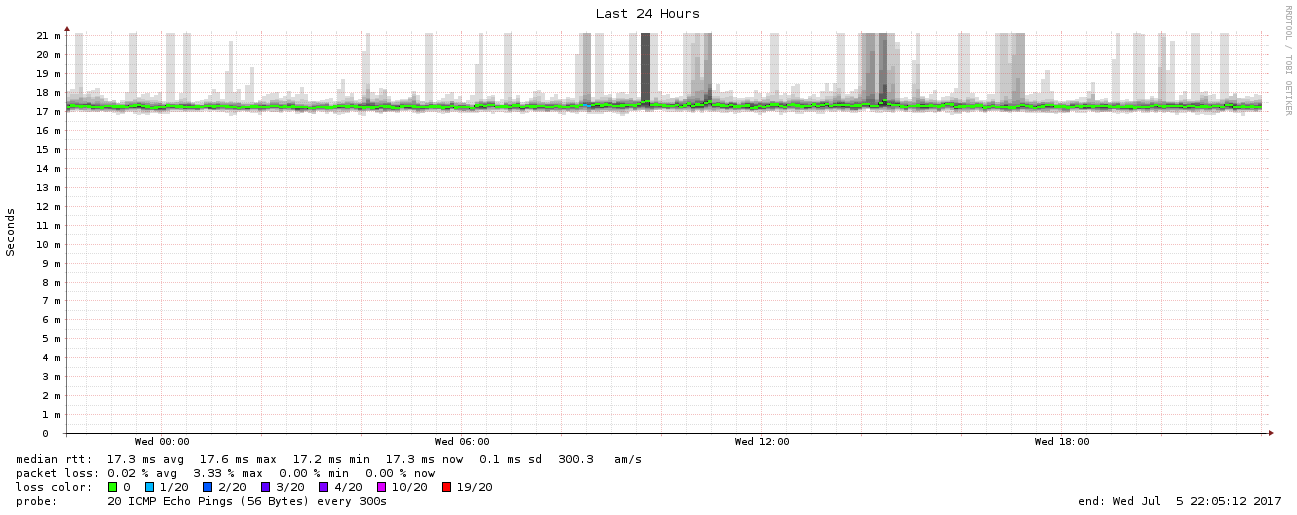 Last 24 Hours
RRDTOOL / TOBI OETIKER
21 m
20 m
19 m
18 m
17 m
16 m
15 m
14 m
13 m
12 m
11 m
10 m
9 m
8 m
7 m
6 m
5 m
4 m
3 m
2 m
1 m
0
Seconds
Wed 00:00 Wed 06:00 Wed 12:00 Wed 18:00
median rtt: 17.3 ms avg 17.6 ms max 17.2 ms min 17.3 ms now 0.1 ms sd 300.3 am/s
packet loss: 0.02 % avg 3.33 % max 0.00 % min 0.00 % now
loss color: 0 1/20 2/20 3/20 4/20 10/20 19/20
probe: 20 ICMP Echo Pings (56 Bytes) every 300s end: Wed Jul 5 22:05:12 2017